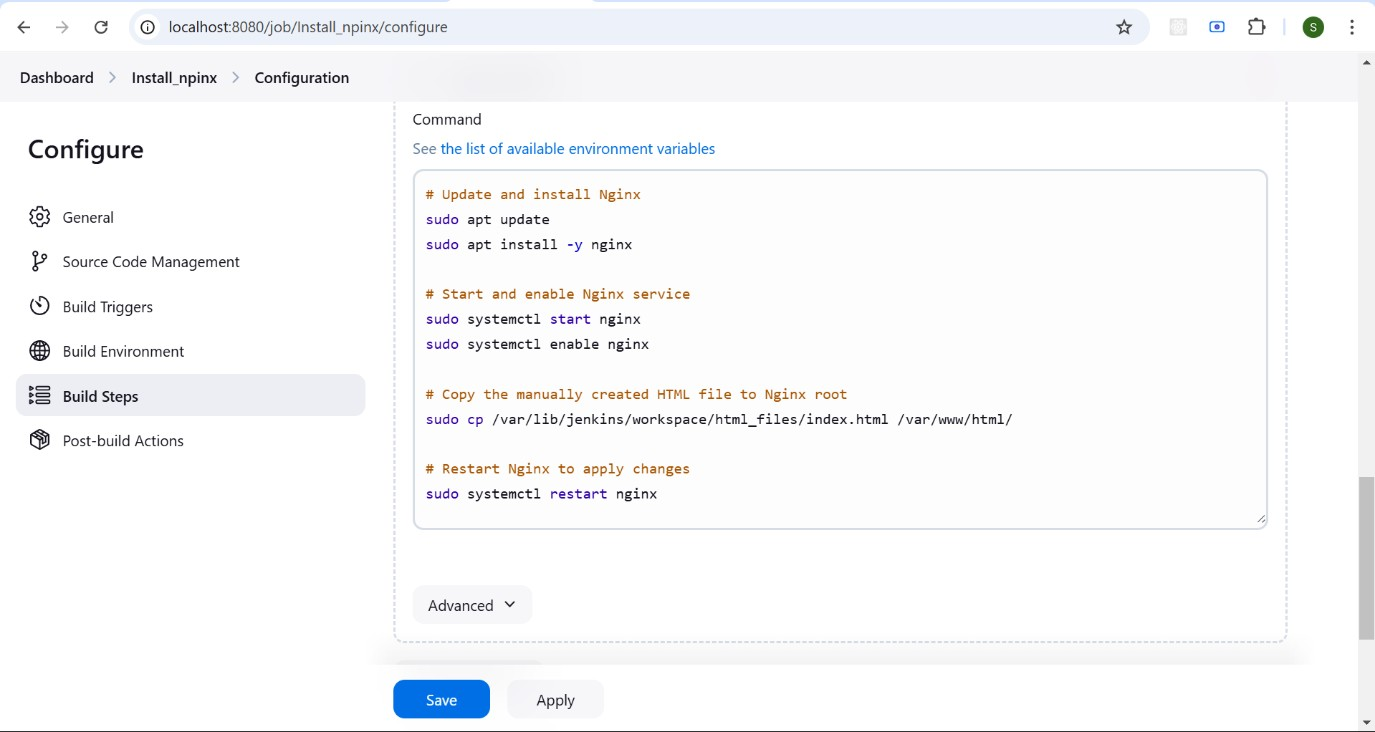 localhost:8080/job/Install_npinx/configure
S
Dashboard > Install_npinx > Configuration
Configure
General
Source Code Management
Build Triggers
Build Environment
Build Steps
Post-build Actions
Command
See the list of available environment variables
# Update and install Nginx
sudo apt update
sudo apt install -y nginx
# Start and enable Nginx service
sudo systemctl start nginx
sudo systemctl enable nginx
# Copy the manually created HTML file to Nginx root
sudo cp /var/lib/jenkins/workspace/html_files/index.html /var/www/html/
# Restart Nginx to apply changes
sudo systemctl restart nginx
Advanced
Save
Apply